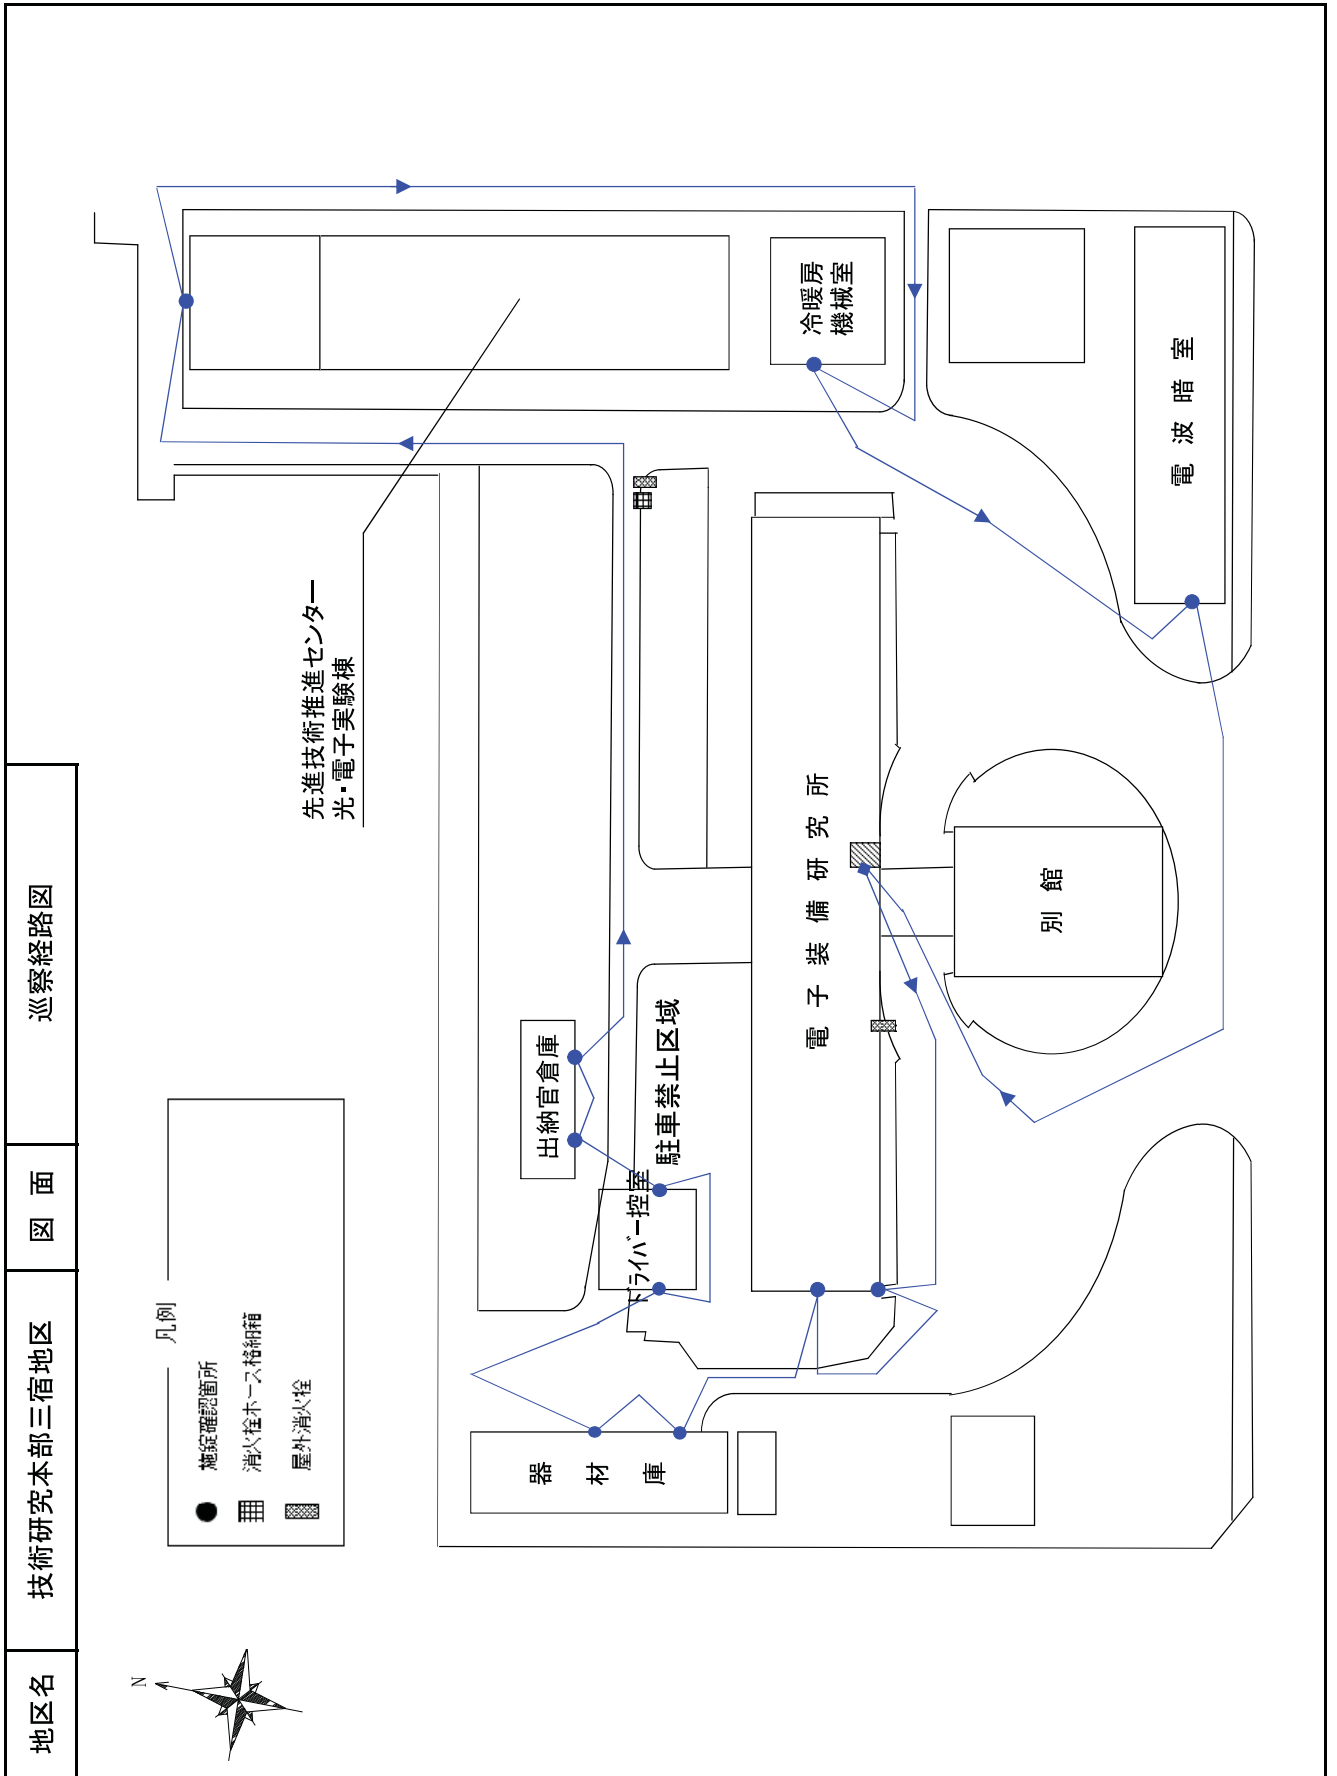 地区名
技術研究本部三宿地区
図 面
巡察経路図
N
凡例
施錠確認箇所
消火栓ホース格納箱
屋外消火栓
先進技術推進センター
光・電子実験棟
冷暖房
機械室
電波暗室
出納官倉庫
駐車禁止区域
ドライバー控室
電子装備研究所
別館
器材庫